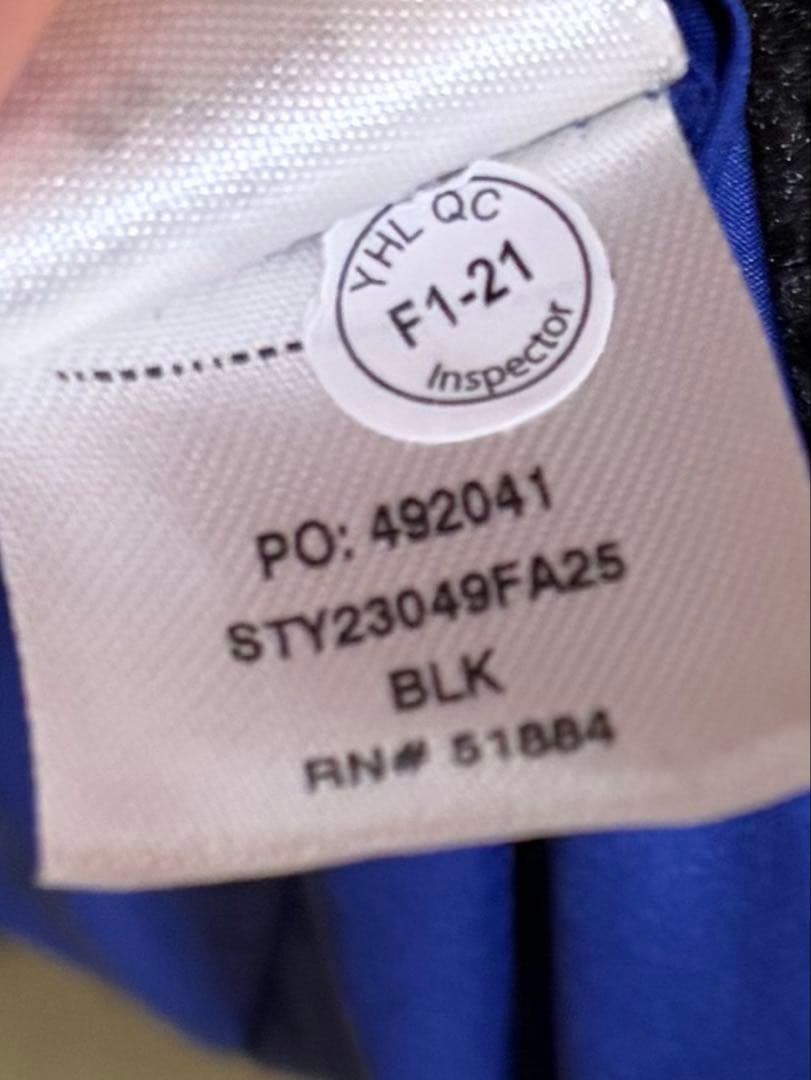 YHL QC
F1-21
Inspector
PO: 492041
STY23049FA25
BLK
RN# 51884